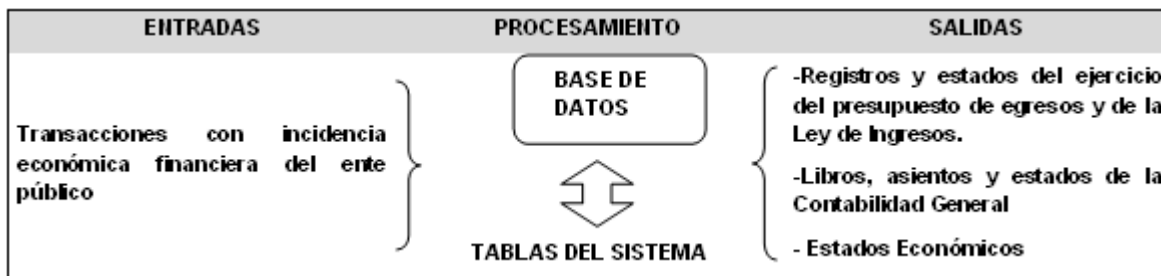 ENTRADAS PROCESAMIENTO SALIDAS
Transacciones con incidencia
económica financiera del ente
público
BASE DE
DATOS
TABLAS DEL SISTEMA
-Registros y estados del ejercicio
del presupuesto de egresos y de la
Ley de Ingresos.
-Libros, asientos y estados de la
Contabilidad General
- Estados Económicos